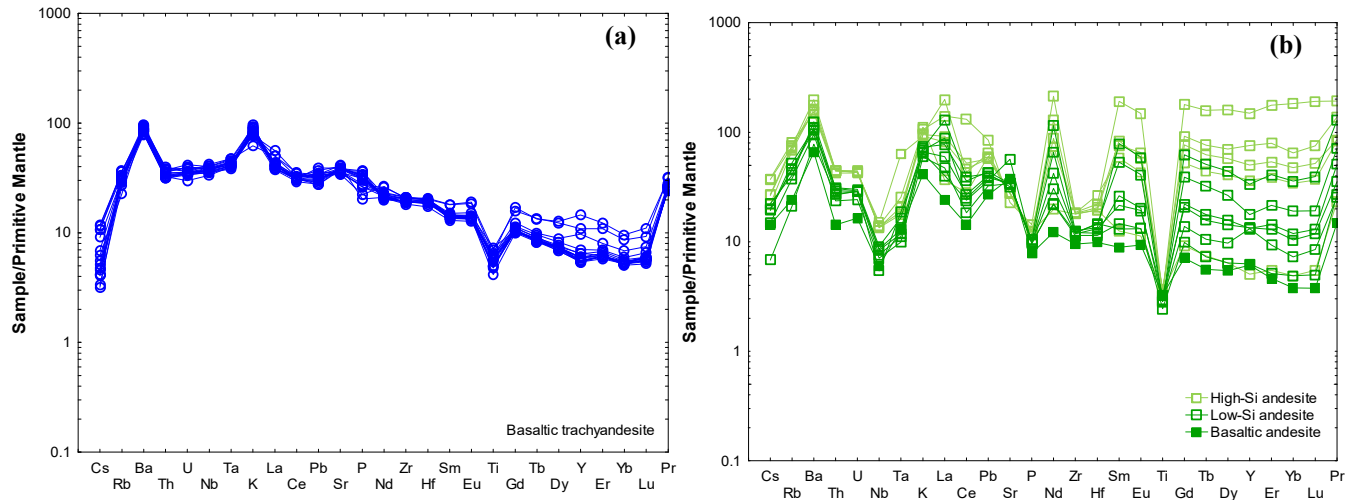 (a)
1000
100
10
1
0.1
Sample/Primitive Mantle
Basaltic trachyandesite
Cs Ba U Ta La Pb P Zr Sm Ti Tb Y Yb Pr
Rb Th Nb K Ce Sr Nd Hf Eu Gd Dy Er Lu
(b)
1000
100
10
1
0.1
Sample/Primitive Mantle
High-Si andesite
Low-Si andesite
Basaltic andesite
Cs Ba U Ta La Pb P Zr Sm Ti Tb Y Yb Pr
Rb Th Nb K Ce Sr Nd Hf Eu Gd Dy Er Lu